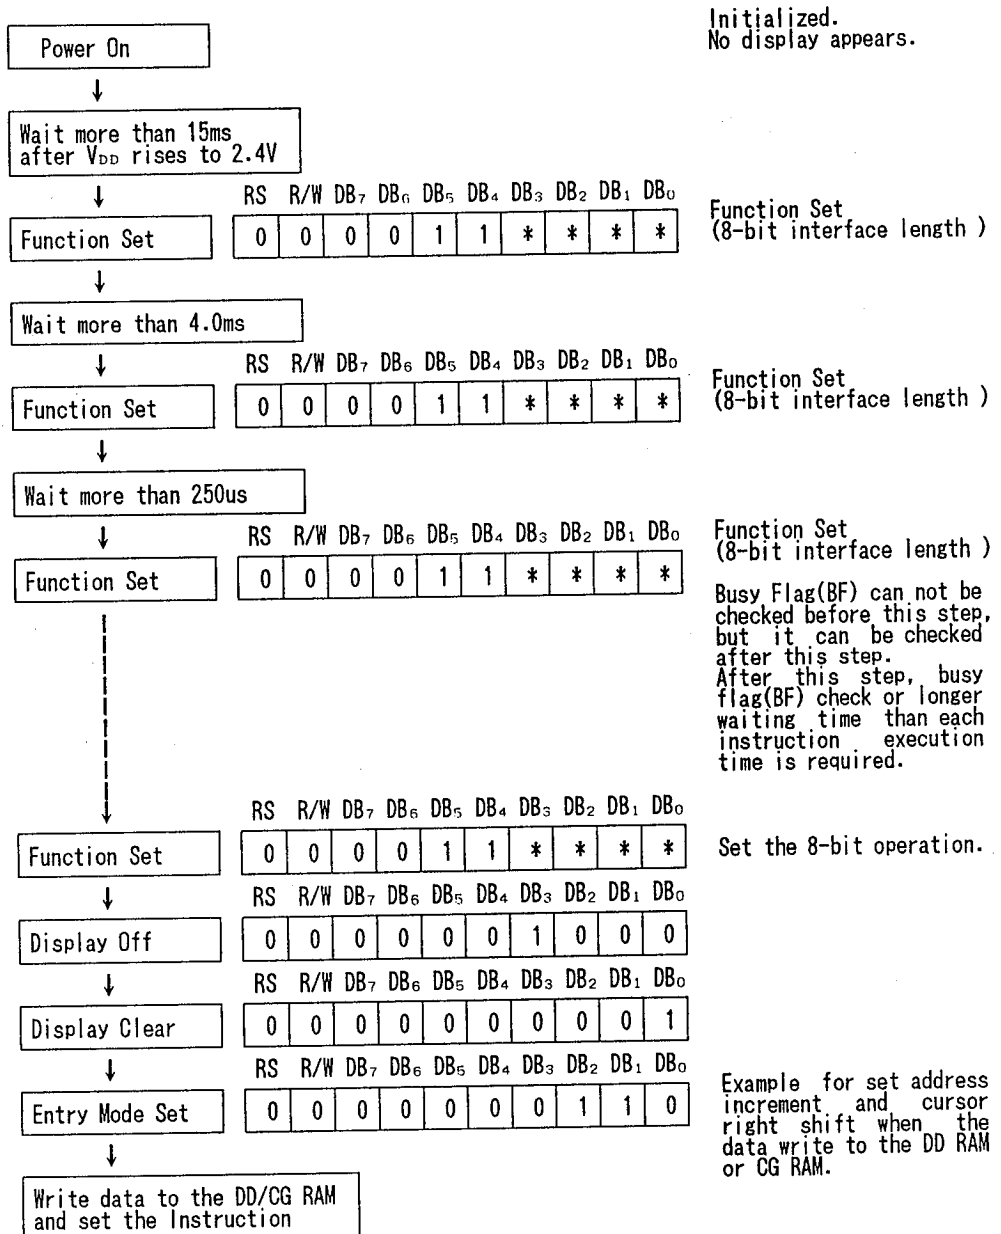 Initialized.
No display appears.
Power On
↓
Wait more than 15ms
after VDD rises to 2.4V
↓
RS R/W DB7 DB6 DB5 DB4 DB3 DB2 DB1 DB0
Function Set 0 0 0 0 1 1 * * * *
Function Set
(8-bit interface length )
↓
Wait more than 4.0ms
↓
RS R/W DB7 DB6 DB5 DB4 DB3 DB2 DB1 DB0
Function Set 0 0 0 0 1 1 * * * *
Function Set
(8-bit interface length )
↓
Wait more than 250us
↓
RS R/W DB7 DB6 DB5 DB4 DB3 DB2 DB1 DB0
Function Set 0 0 0 0 1 1 * * * *
Function Set
(8-bit interface length )
Busy Flag(BF) can not be
checked before this step,
but it can be checked
after this step.
After this step, busy
flag(BF) check or longer
waiting time than each
instruction execution
time is required.
RS R/W DB7 DB6 DB5 DB4 DB3 DB2 DB1 DB0
Function Set 0 0 0 0 1 1 * * * *
Set the 8-bit operation.
↓
RS R/W DB7 DB6 DB5 DB4 DB3 DB2 DB1 DB0
Display Off 0 0 0 0 0 0 1 0 0 0
↓
RS R/W DB7 DB6 DB5 DB4 DB3 DB2 DB1 DB0
Display Clear 0 0 0 0 0 0 0 0 0 1
↓
RS R/W DB7 DB6 DB5 DB4 DB3 DB2 DB1 DB0
Entry Mode Set 0 0 0 0 0 0 0 1 1 0
Example for set address
increment and cursor
right shift when the
data write to the DD RAM
or CG RAM.
↓
Write data to the DD/CG RAM
and set the Instruction